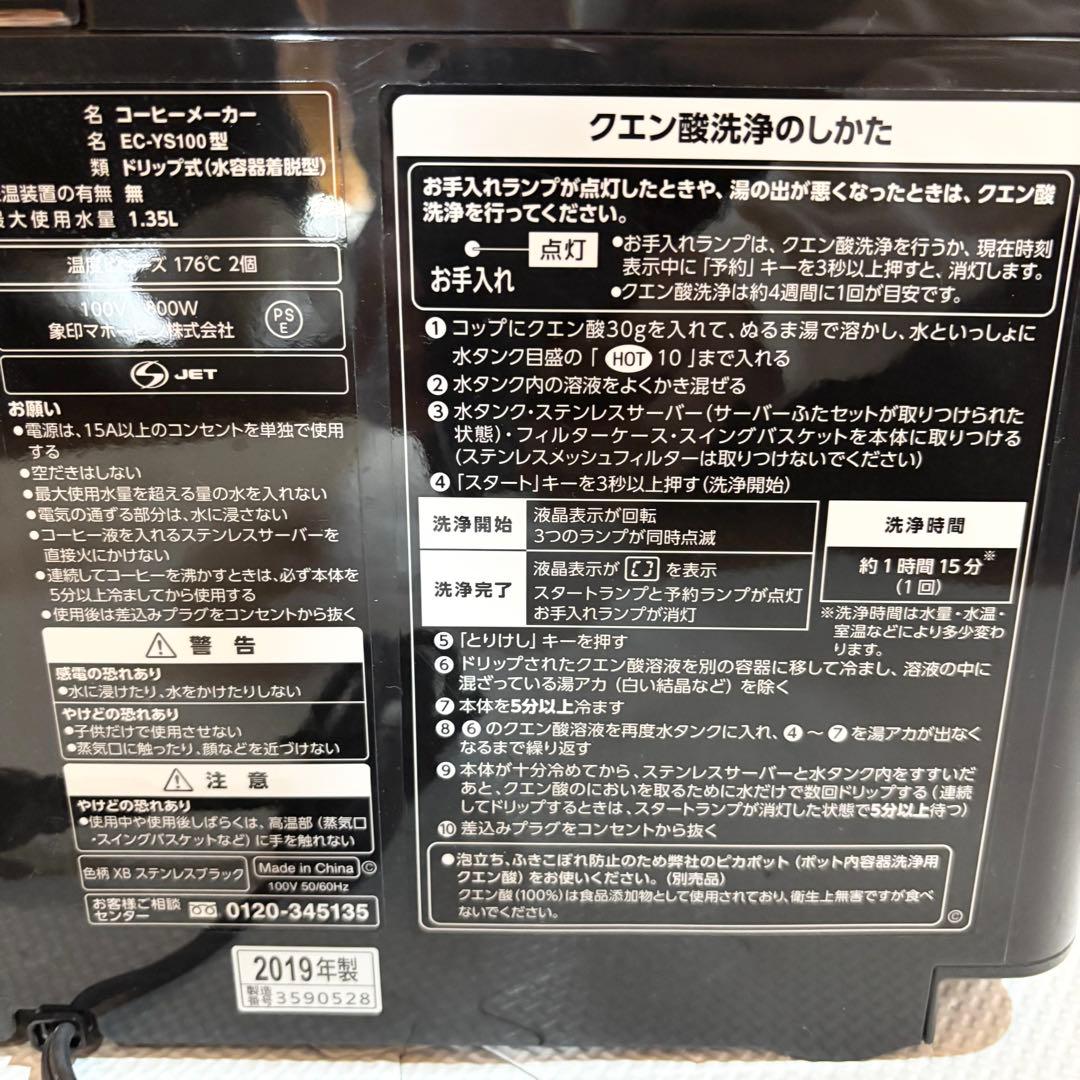 名 コーヒーメーカー
名 EC-YS100型
類 ドリップ式(水容器着脱型)
温装置の有無 無
最大使用水量 1.35L
温度ヒューズ 176℃ 2個
100V 800W
象印マホービン株式会社
PS
E
JET
お願い
●電源は、15A以上のコンセントを単独で使用
する
●空だきはしない
●最大使用水量を超える量の水を入れない
●電気の通ずる部分は、水に浸さない
●コーヒー液を入れるステンレスサーバーを
直接火にかけない
●連続してコーヒーを沸かすときは、必ず本体を
5分以上冷ましてから使用する
●使用後は差込みプラグをコンセントから抜く
⚠ 警告
感電の恐れあり
●水に浸けたり、水をかけたりしない
やけどの恐れあり
●子供だけで使用させない
●蒸気口に触ったり、顔などを近づけない
⚠ 注意
やけどの恐れあり
●使用中や使用後しばらくは、高温部(蒸気口
・スイングバスケットなど)に手を触れない
色柄 XB ステンレスブラック
Made in China Ⓒ
100V 50/60Hz
お客様ご相談
センター
0120-345135
2019年製
製造
番号 3590528
クエン酸洗浄のしかた
お手入れランプが点灯したときや、湯の出が悪くなったときは、クエン酸
洗浄を行ってください。
点灯
お手入れ
●お手入れランプは、クエン酸洗浄を行うか、現在時刻
表示中に「予約」キーを3秒以上押すと、消灯します。
●クエン酸洗浄は約4週間に1回が目安です。
① コップにクエン酸30gを入れて、ぬるま湯で溶かし、水といっしょに
水タンク目盛の「 HOT 10 」まで入れる
② 水タンク内の溶液をよくかき混ぜる
③ 水タンク・ステンレスサーバー(サーバーふたセットが取りつけられた
状態)・フィルターケース・スイングバスケットを本体に取りつける
(ステンレスメッシュフィルターは取りつけないでください)
④ 「スタート」キーを3秒以上押す(洗浄開始)
洗浄開始
液晶表示が回転
3つのランプが同時点滅
洗浄完了
液晶表示が [ ] を表示
スタートランプと予約ランプが点灯
お手入れランプが消灯
洗浄時間
約1時間15分※
(1回)
※洗浄時間は水量・水温・
室温などにより多少変わ
ります。
⑤ 「とりけし」キーを押す
⑥ ドリップされたクエン酸溶液を別の容器に移して冷まし、溶液の中に
混ざっている湯アカ(白い結晶など)を除く
⑦ 本体を5分以上冷ます
⑧ ⑥のクエン酸溶液を再度水タンクに入れ、④〜⑦を湯アカが出なく
なるまで繰り返す
⑨ 本体が十分冷めてから、ステンレスサーバーと水タンク内をすすいだ
あと、クエン酸のにおいを取るために水だけで数回ドリップする(連続
してドリップするときは、スタートランプが消灯した状態で5分以上待つ)
⑩ 差込みプラグをコンセントから抜く
●泡立ち、ふきこぼれ防止のため弊社のピカポット(ポット内容器洗浄用
クエン酸)をお使いください。(別売品)
クエン酸(100%)は食品添加物として使用されており、衛生上無害ですが食べ
ないでください。
Ⓒ